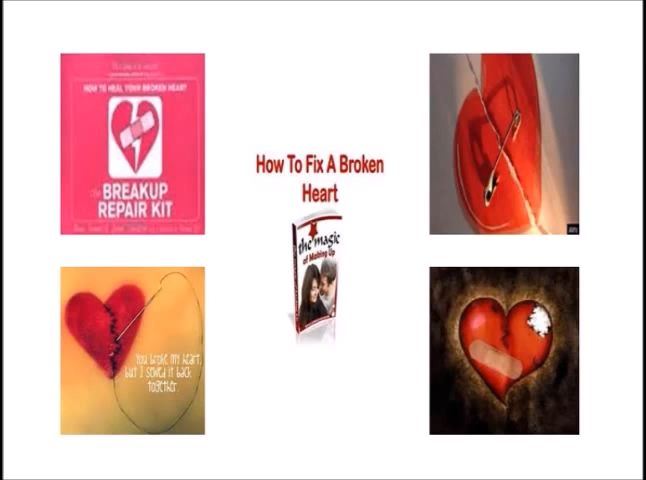 HOW TO HEAL YOUR BROKEN HEART
the
BREAKUP
REPAIR KIT
How To Fix A Broken
Heart
the magic
of Making Up
You broke my heart,
but I sewed it back
together.